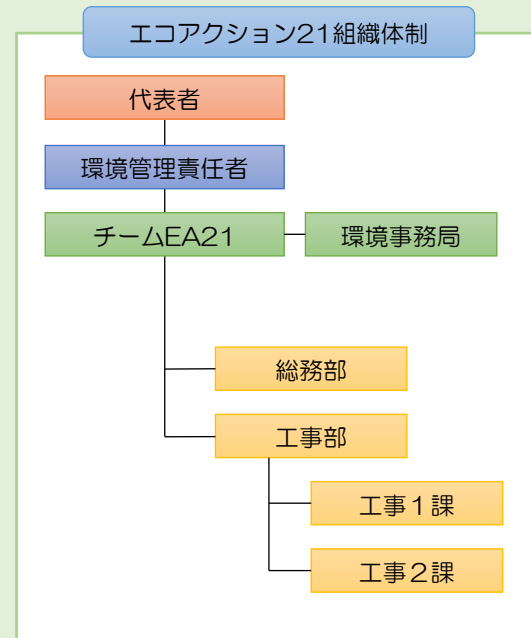 エコアクション21組織体制
代表者
環境管理責任者
チームEA21
環境事務局
総務部
工事部
工事１課
工事２課